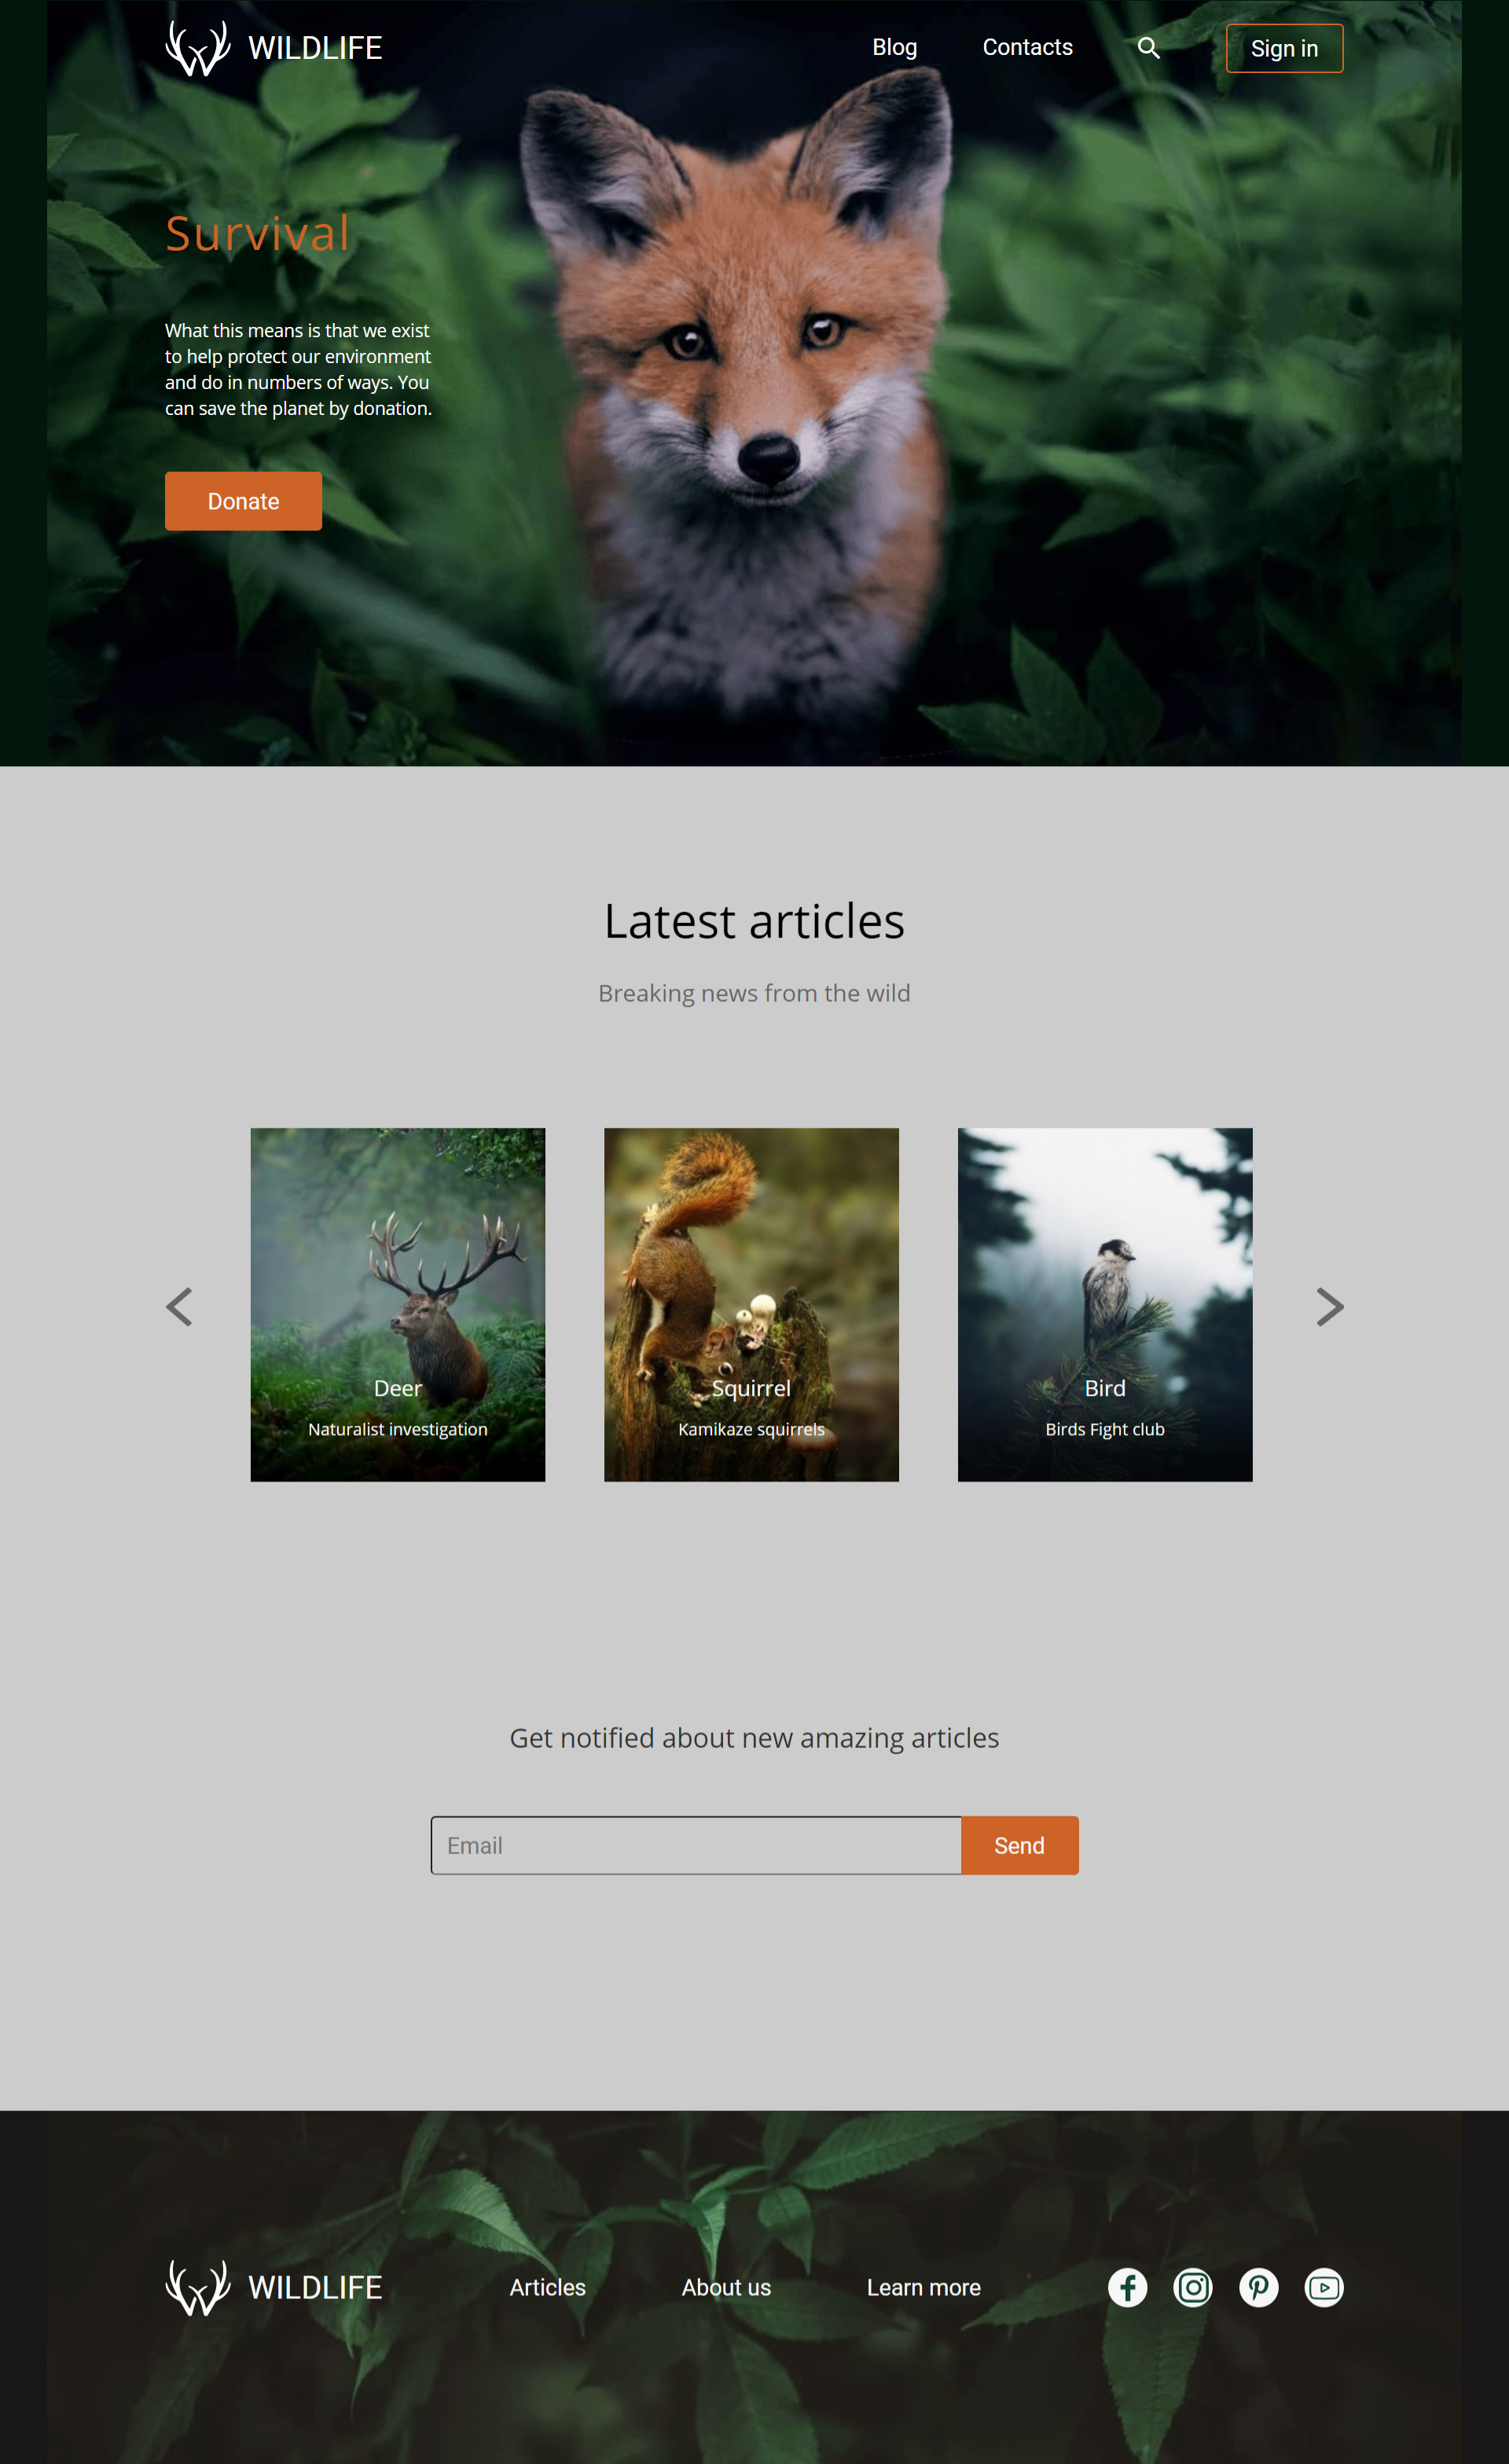 WILDLIFE
Blog
Contacts
Sign in
Survival
What this means is that we exist
to help protect our environment
and do in numbers of ways. You
can save the planet by donation.
Donate
Latest articles
Breaking news from the wild
Deer
Naturalist investigation
Squirrel
Kamikaze squirrels
Bird
Birds Fight club
Get notified about new amazing articles
Email
Send
WILDLIFE
Articles
About us
Learn more